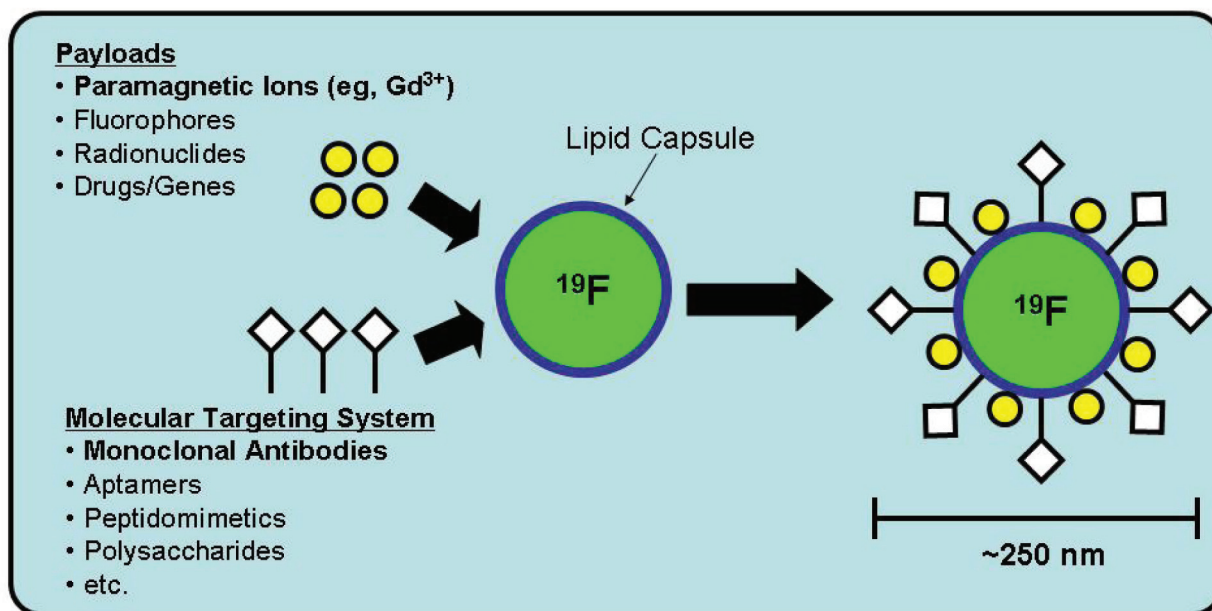 Payloads
• Paramagnetic Ions (eg, Gd³⁺)
• Fluorophores
• Radionuclides
• Drugs/Genes
Lipid Capsule
¹⁹F
¹⁹F
Molecular Targeting System
• Monoclonal Antibodies
• Aptamers
• Peptidomimetics
• Polysaccharides
• etc.
~250 nm